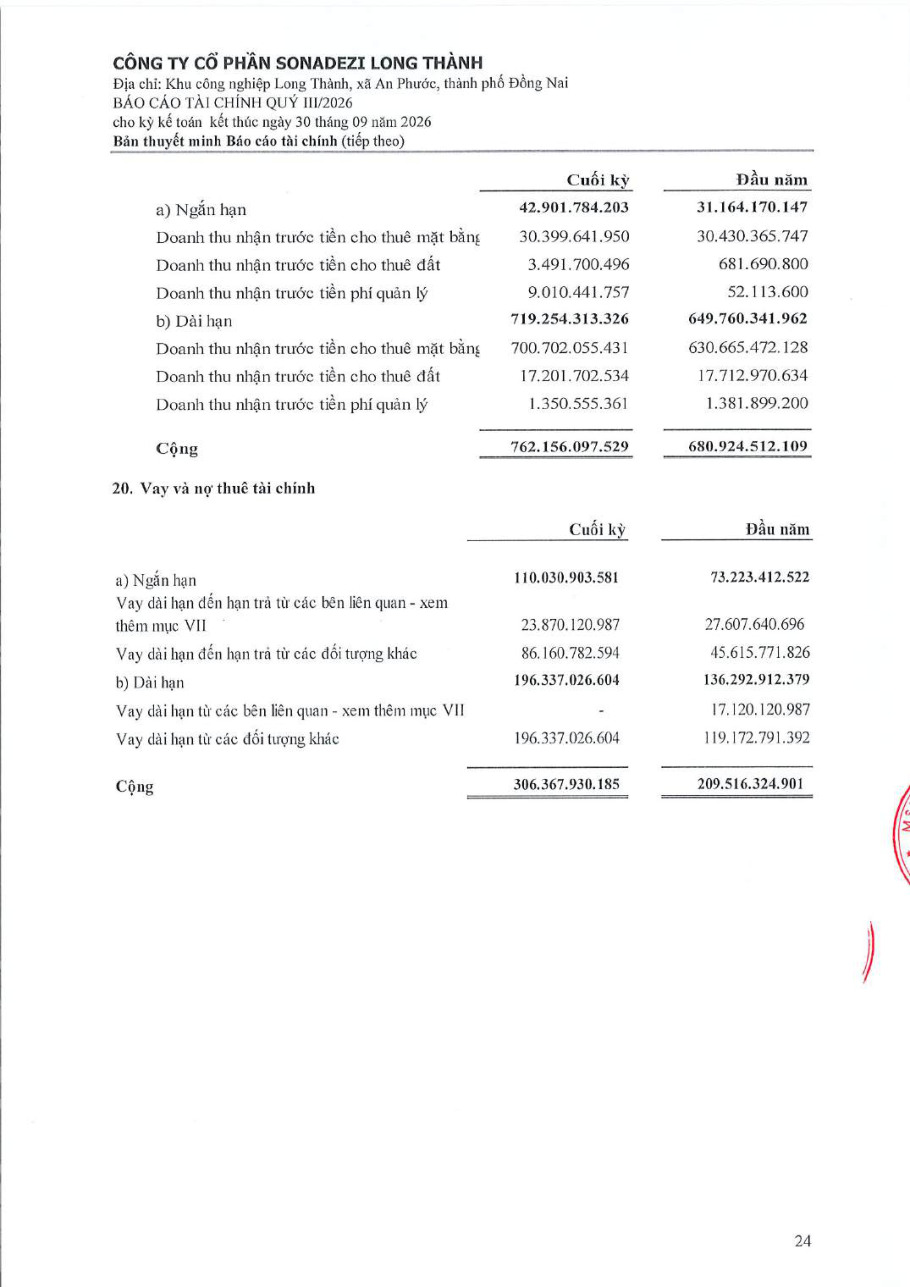 CÔNG TY CỔ PHẦN SONADEZI LONG THÀNH
Địa chỉ: Khu công nghiệp Long Thành, xã An Phước, thành phố Đồng Nai
BÁO CÁO TÀI CHÍNH QUÝ III/2026
cho kỳ kế toán kết thúc ngày 30 tháng 09 năm 2026
Bản thuyết minh Báo cáo tài chính (tiếp theo)
Cuối kỳ Đầu năm
a) Ngắn hạn 42.901.784.203 31.164.170.147
Doanh thu nhận trước tiền cho thuê mặt bằng 30.399.641.950 30.430.365.747
Doanh thu nhận trước tiền cho thuê đất 3.491.700.496 681.690.800
Doanh thu nhận trước tiền phí quản lý 9.010.441.757 52.113.600
b) Dài hạn 719.254.313.326 649.760.341.962
Doanh thu nhận trước tiền cho thuê mặt bằng 700.702.055.431 630.665.472.128
Doanh thu nhận trước tiền cho thuê đất 17.201.702.534 17.712.970.634
Doanh thu nhận trước tiền phí quản lý 1.350.555.361 1.381.899.200
Cộng 762.156.097.529 680.924.512.109
20. Vay và nợ thuê tài chính
Cuối kỳ Đầu năm
a) Ngắn hạn 110.030.903.581 73.223.412.522
Vay dài hạn đến hạn trả từ các bên liên quan - xem
thêm mục VII 23.870.120.987 27.607.640.696
Vay dài hạn đến hạn trả từ các đối tượng khác 86.160.782.594 45.615.771.826
b) Dài hạn 196.337.026.604 136.292.912.379
Vay dài hạn từ các bên liên quan - xem thêm mục VII - 17.120.120.987
Vay dài hạn từ các đối tượng khác 196.337.026.604 119.172.791.392
Cộng 306.367.930.185 209.516.324.901
24